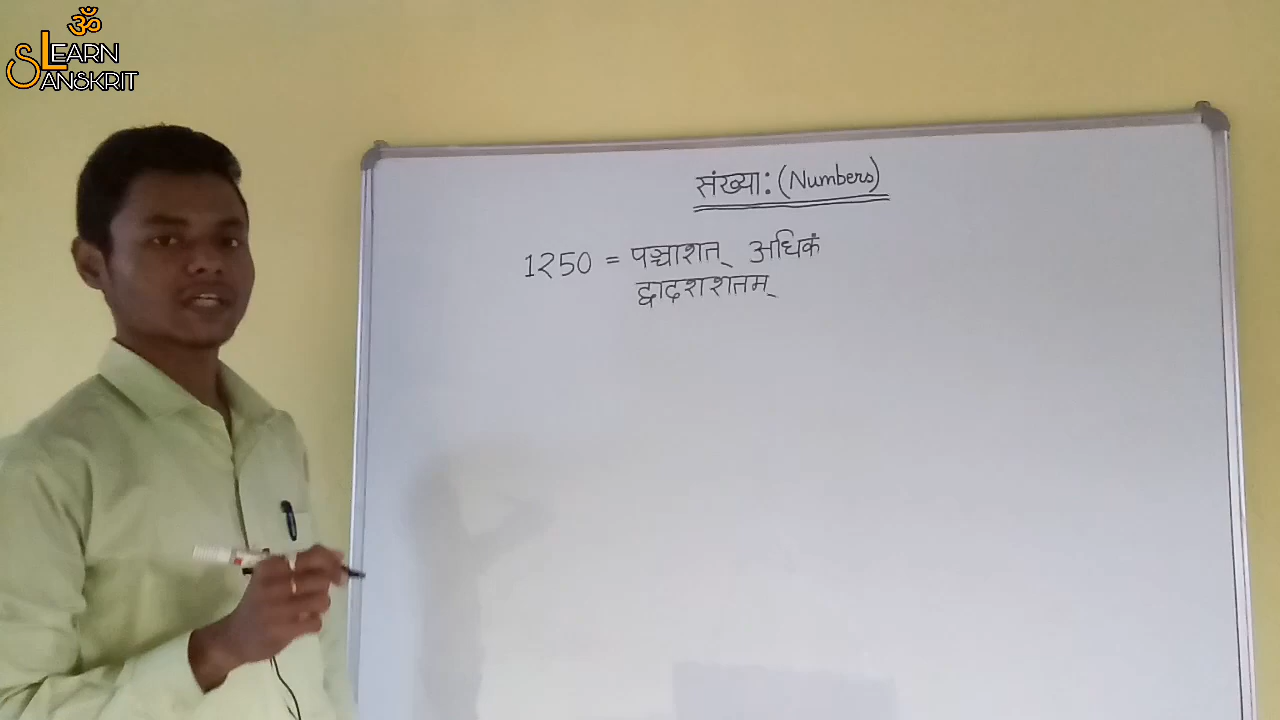 ॐ
LEARN
SANSKRIT
संख्या: (Numbers)
1250 = पञ्चाशत् अधिकं
द्वादशशतम्